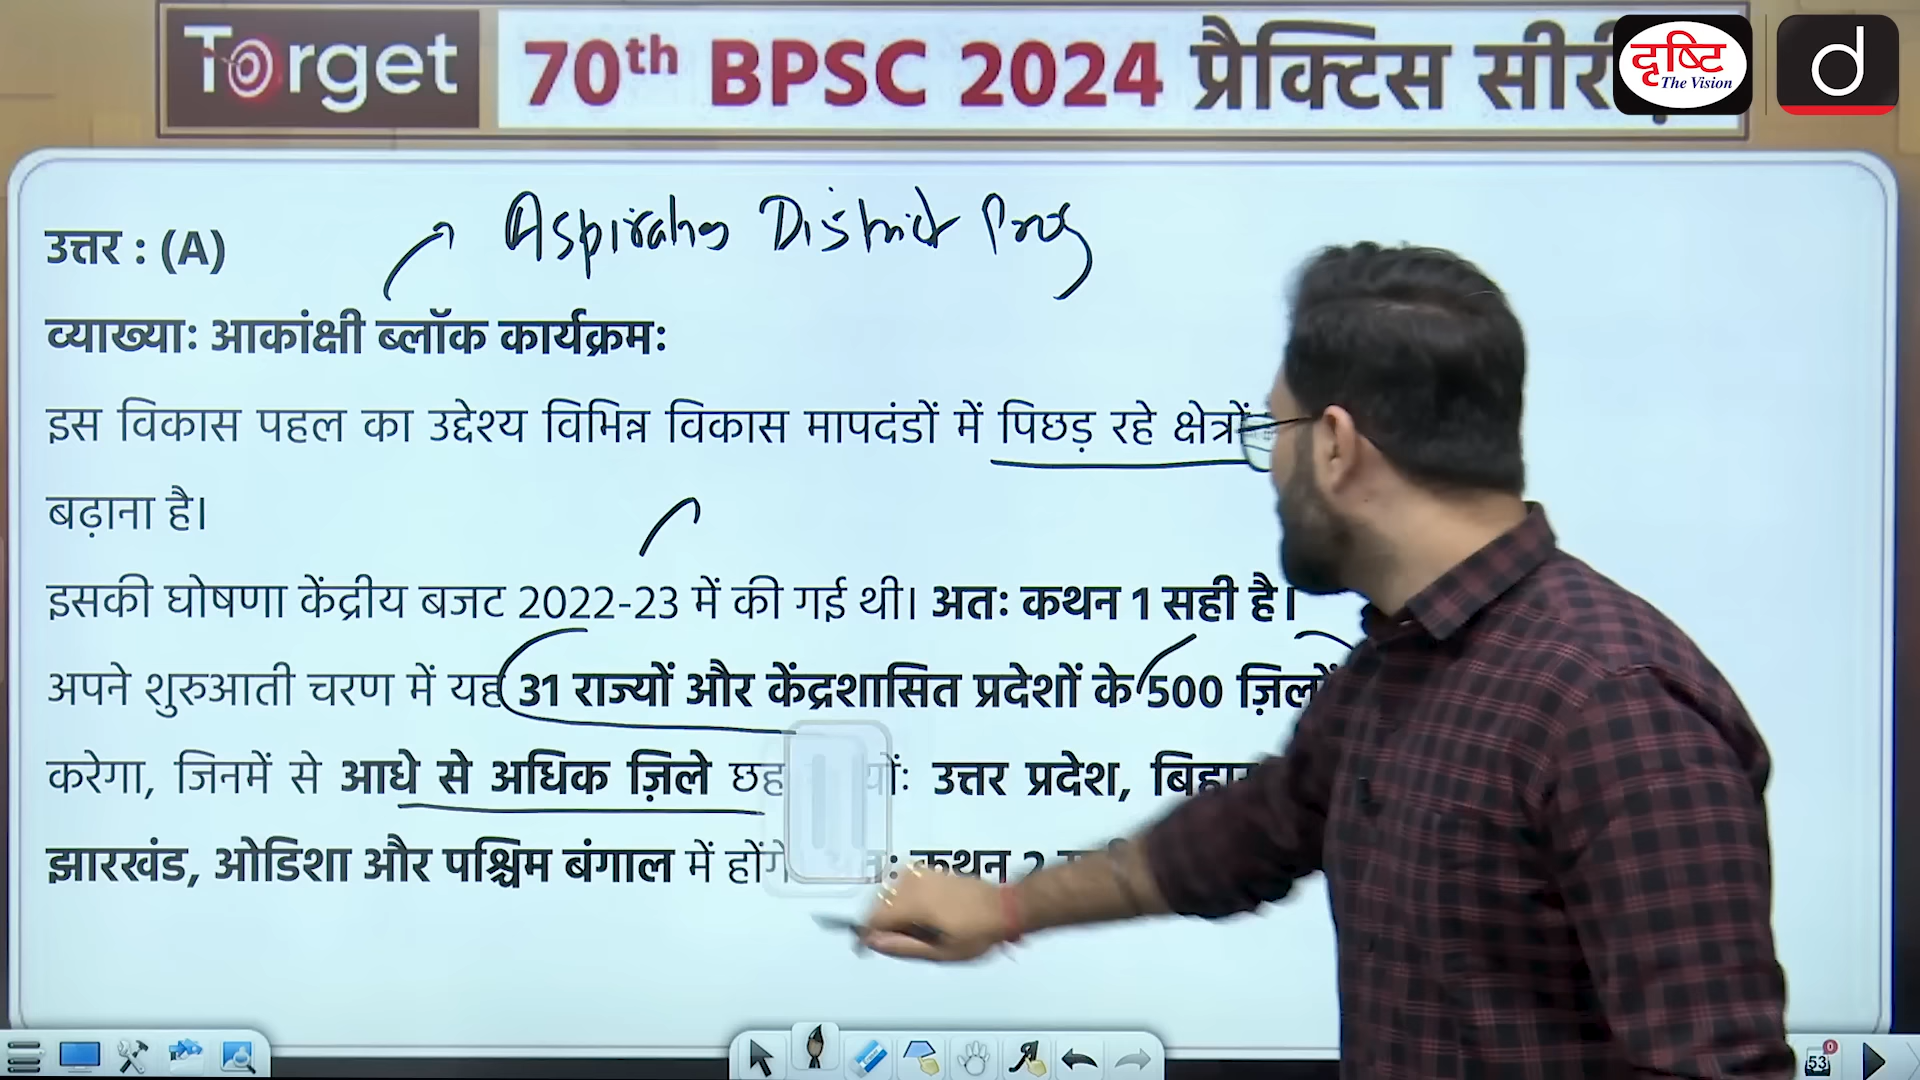 Target 70th BPSC 2024 प्रैक्टिस
दृष्टि
The Vision
d
District
उत्तर : (A)
व्याख्याः आकांक्षी ब्लॉक कार्यक्रमः
इस विकास पहल का उद्देश्य विभिन्न विकास मापदंडों में पिछड़ रहे क्षेत्रों
बढ़ाना है।
इसकी घोषणा केंद्रीय बजट 2022-23 में की गई थी। अतः कथन 1 सही है।
अपने शुरुआती चरण में यह 31 राज्यों और केंद्रशासित प्रदेशों के 500 ज़िलों
करेगा, जिनमें से आधे से अधिक ज़िले छह उत्तर प्रदेश, बिहार
झारखंड, ओडिशा और पश्चिम बंगाल में होंगे कथन 2
53